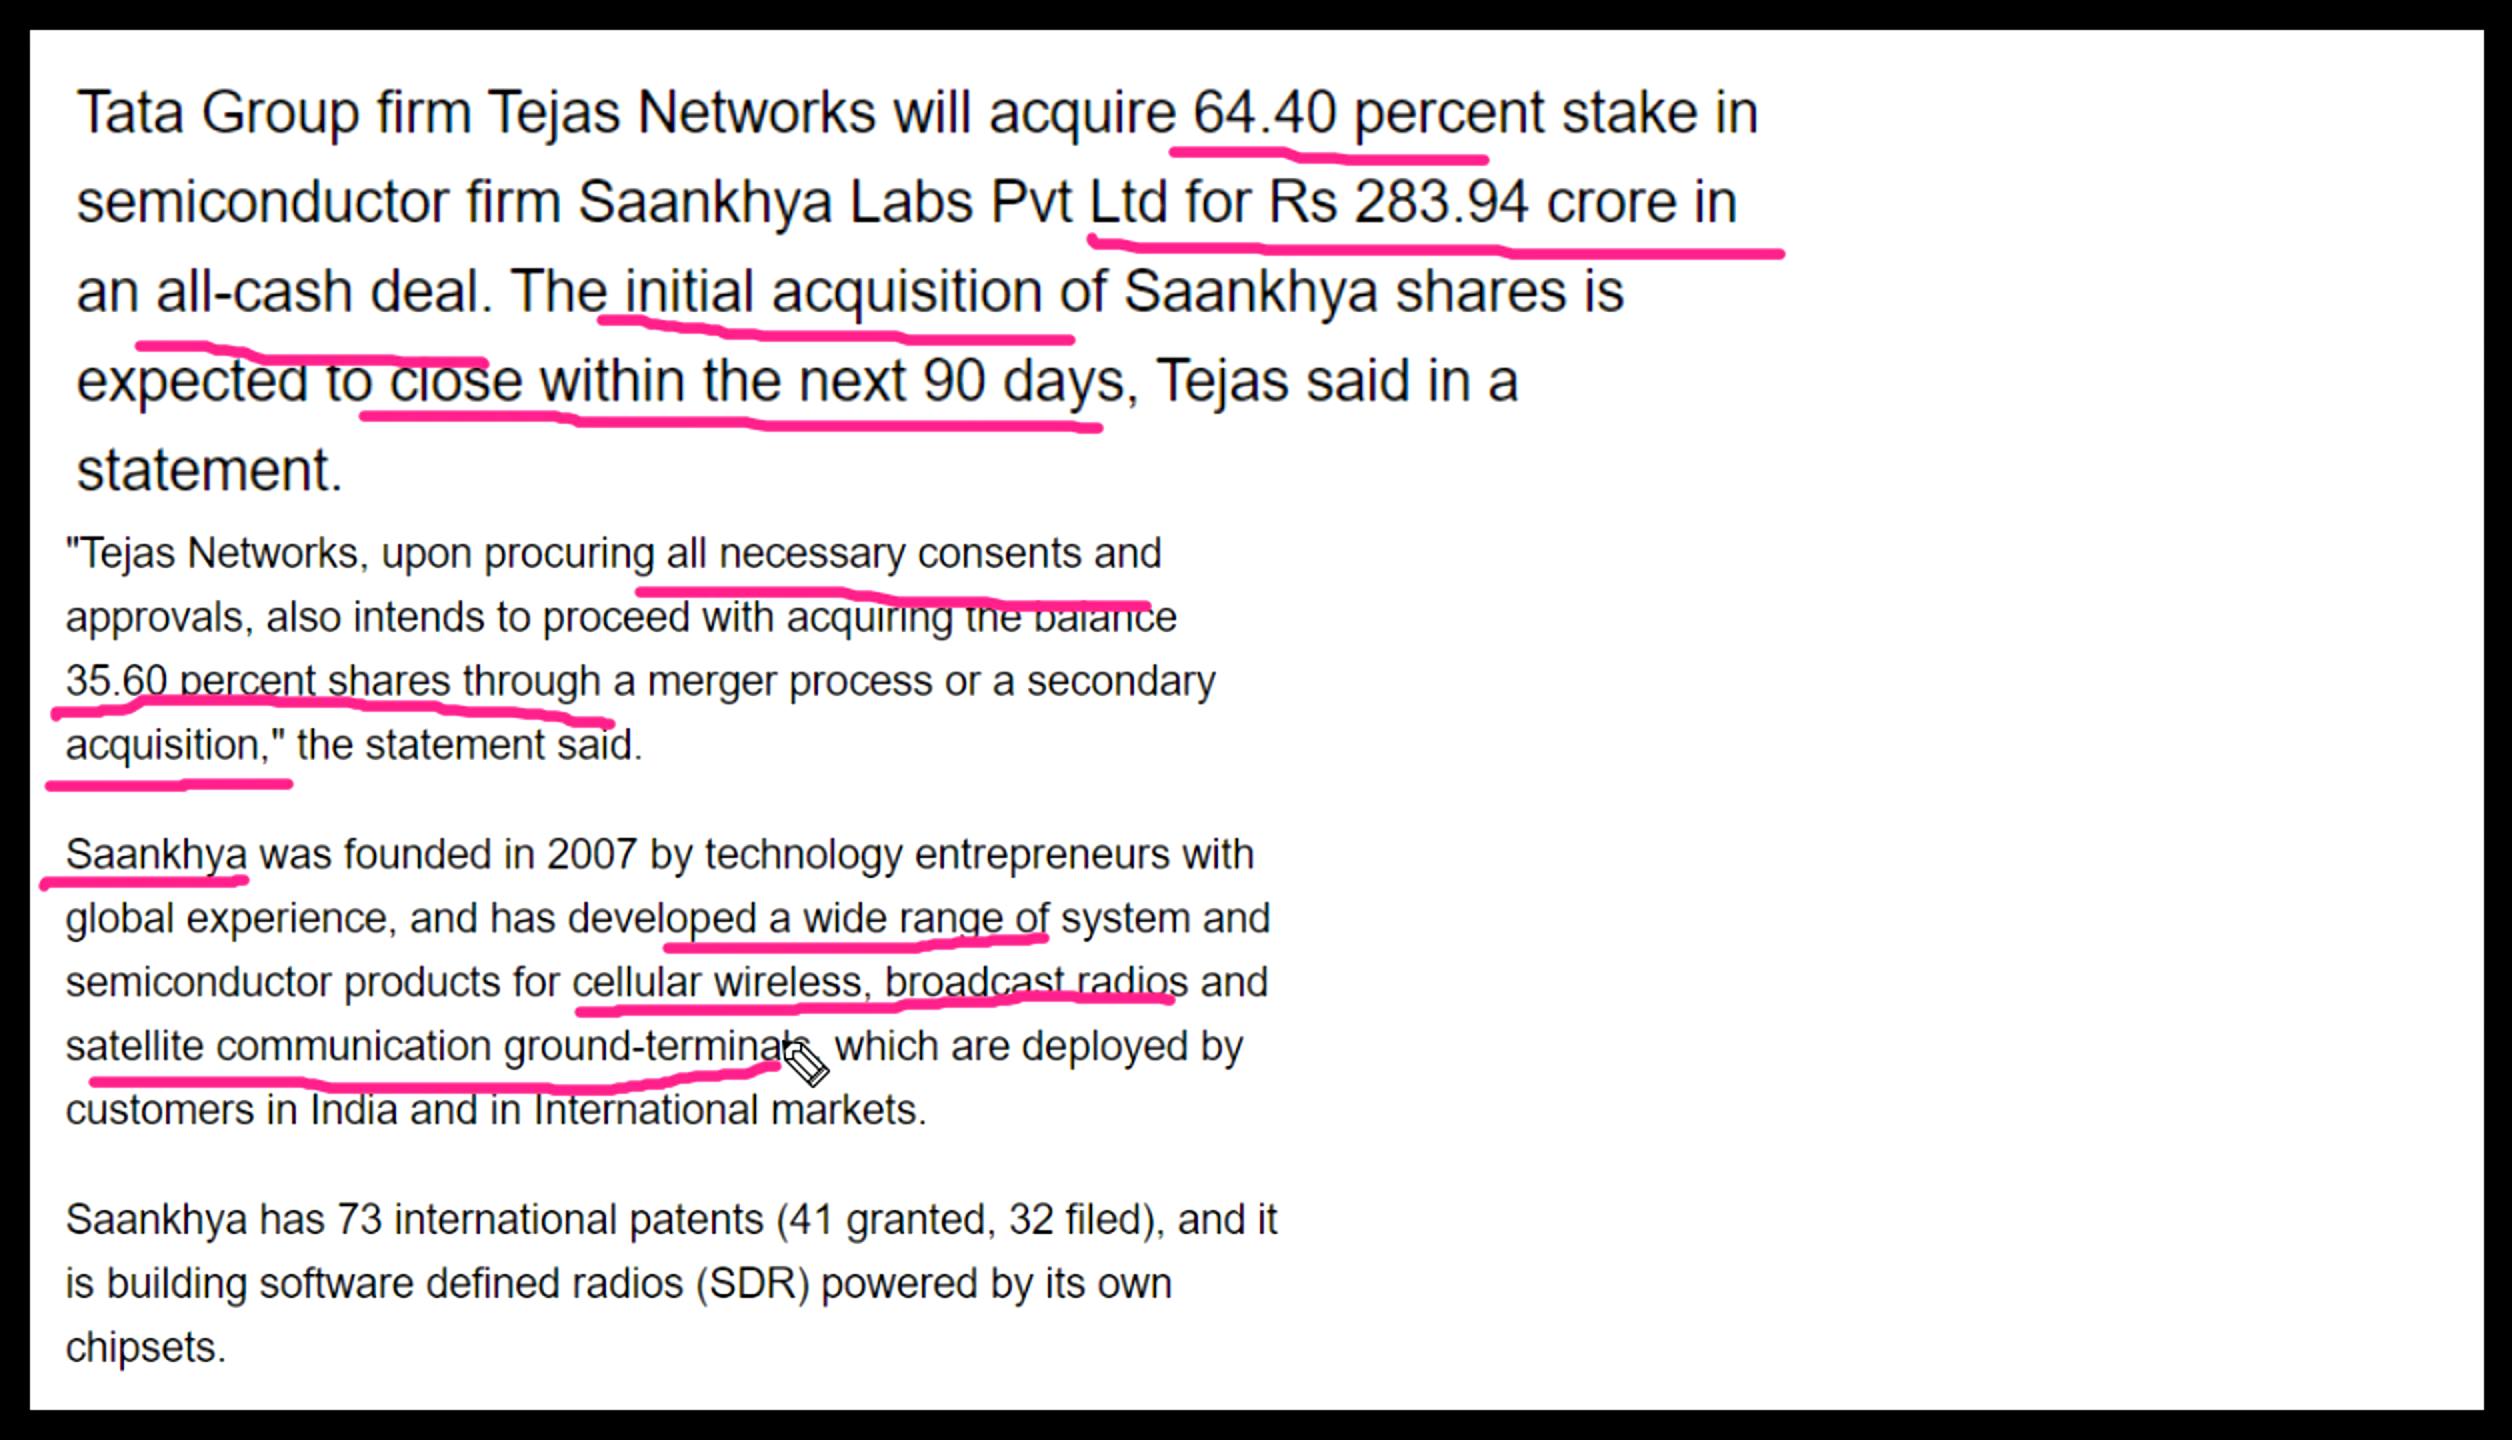 Tata Group firm Tejas Networks will acquire 64.40 percent stake in
semiconductor firm Saankhya Labs Pvt Ltd for Rs 283.94 crore in
an all-cash deal. The initial acquisition of Saankhya shares is
expected to close within the next 90 days, Tejas said in a
statement.
"Tejas Networks, upon procuring all necessary consents and
approvals, also intends to proceed with acquiring the balance
35.60 percent shares through a merger process or a secondary
acquisition," the statement said.
Saankhya was founded in 2007 by technology entrepreneurs with
global experience, and has developed a wide range of system and
semiconductor products for cellular wireless, broadcast radios and
satellite communication ground-terminals, which are deployed by
customers in India and in International markets.
Saankhya has 73 international patents (41 granted, 32 filed), and it
is building software defined radios (SDR) powered by its own
chipsets.